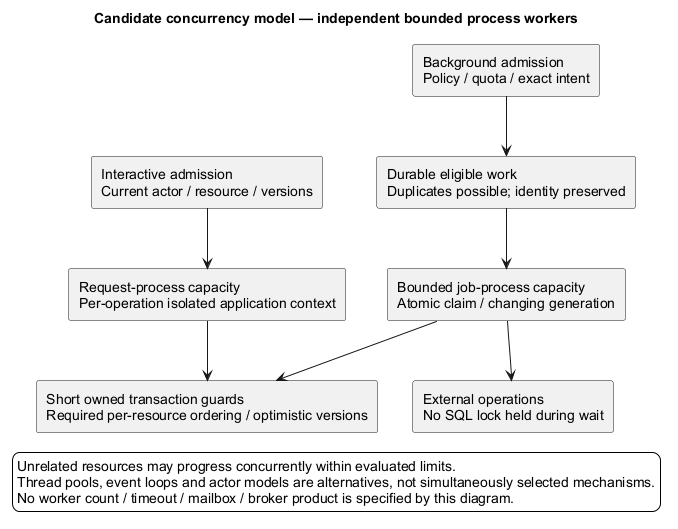 Candidate concurrency model — independent bounded process workers
Background admission
Policy / quota / exact intent
Interactive admission
Current actor / resource / versions
Durable eligible work
Duplicates possible; identity preserved
Request-process capacity
Per-operation isolated application context
Bounded job-process capacity
Atomic claim / changing generation
Short owned transaction guards
Required per-resource ordering / optimistic versions
External operations
No SQL lock held during wait
Unrelated resources may progress concurrently within evaluated limits.
Thread pools, event loops and actor models are alternatives, not simultaneously selected mechanisms.
No worker count / timeout / mailbox / broker product is specified by this diagram.